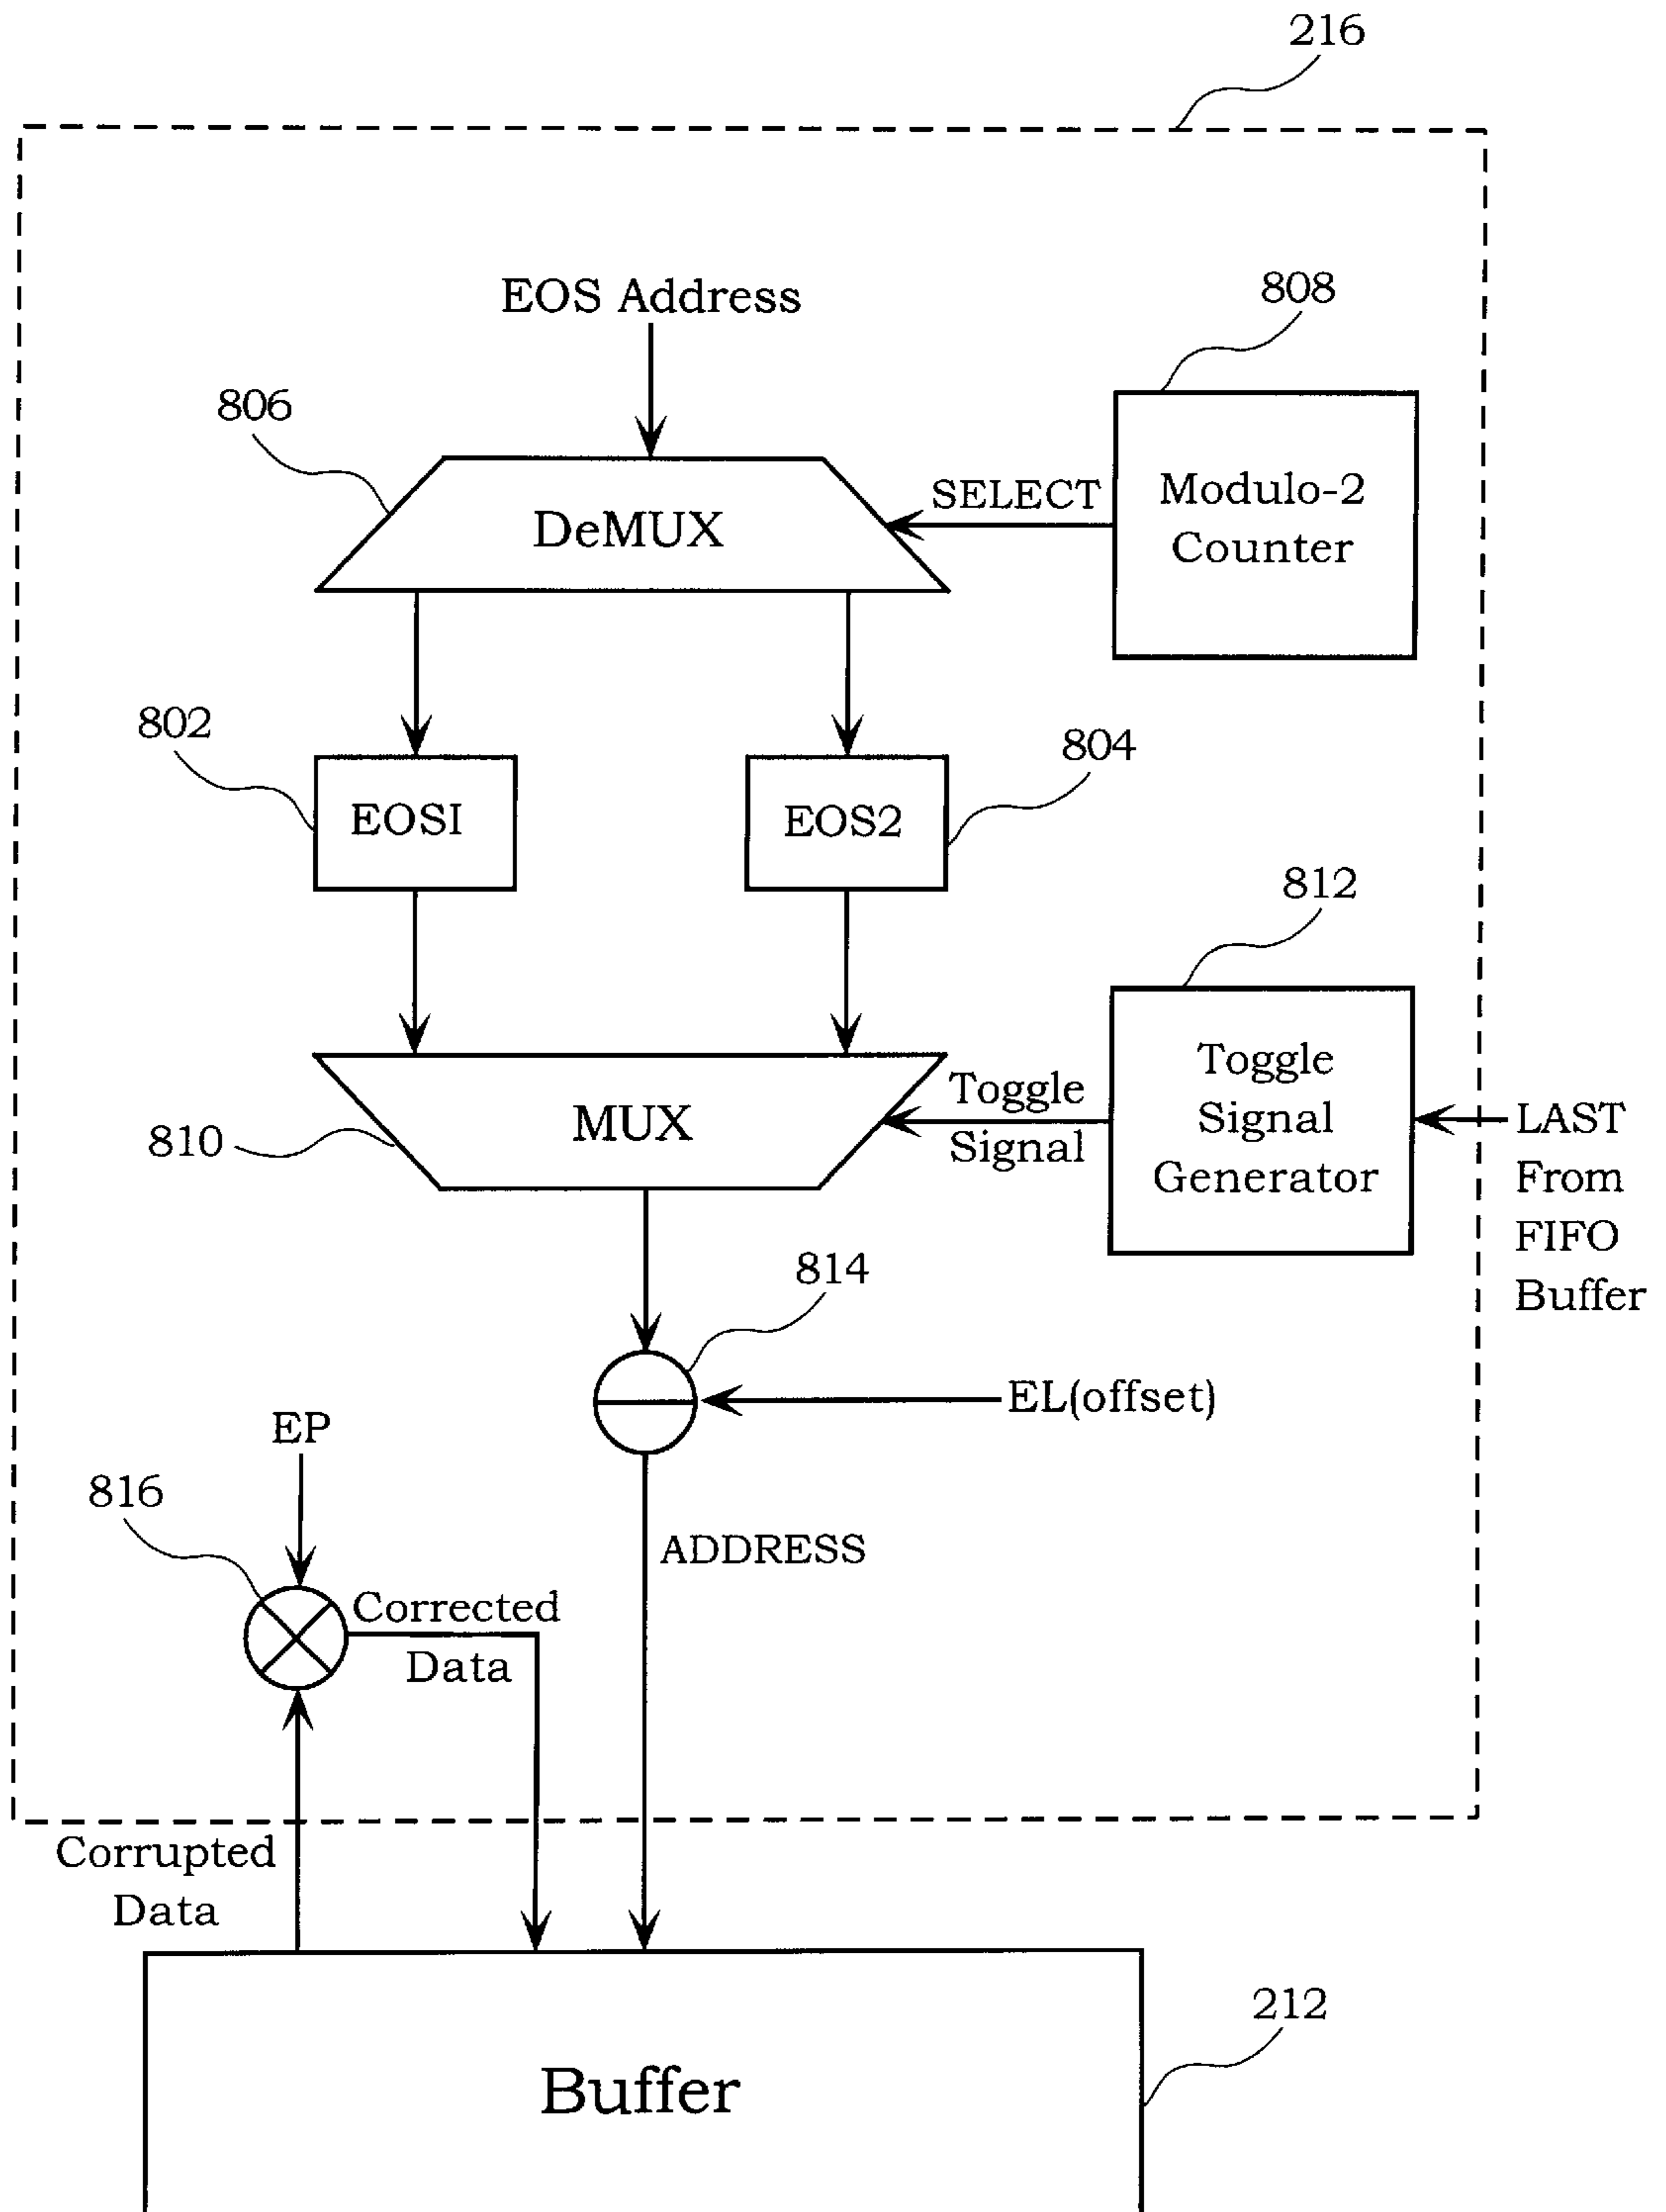 216
EOS Address
808
806
SELECT
Modulo-2
Counter
DeMUX
802
804
EOSI
EOS2
812
Toggle
Signal
Generator
Toggle
Signal
MUX
810
LAST
From
FIFO
Buffer
814
EL(offset)
EP
816
ADDRESS
Corrected
Data
Corrupted
Data
212
Buffer